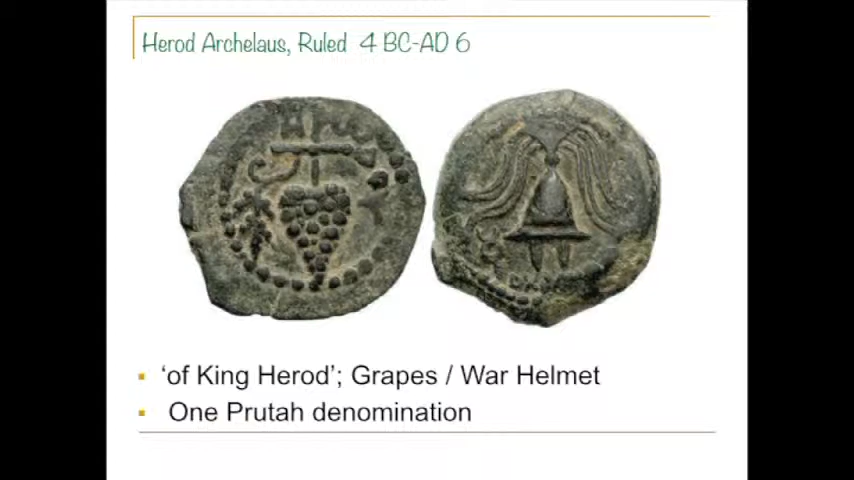 Herod Archelaus, Ruled 4 BC-AD 6
‘of King Herod’; Grapes / War Helmet
One Prutah denomination